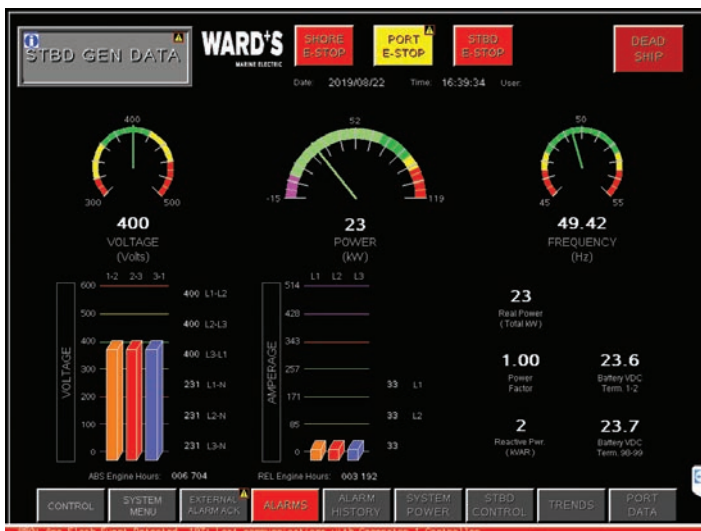 STBD GEN DATA
WARD'S
MARINE ELECTRIC
SHORE
E-STOP
PORT
E-STOP
STBD
E-STOP
DEAD
SHIP
Date: 2019/08/22 Time: 16:39:34 User:
400
300 500
400
VOLTAGE
(Volts)
52
-15 119
23
POWER
(kW)
50
45 55
49.42
FREQUENCY
(Hz)
VOLTAGE
1-2 2-3 3-1
600
500
400
300
200
100
0
400 L1-L2
400 L2-L3
400 L3-L1
231 L1-N
231 L2-N
231 L3-N
AMPERAGE
L1 L2 L3
514
428
343
257
171
85
0
33 L1
33 L2
33
23
Real Power
(Total kW)
1.00
Power
Factor
23.6
Battery VDC
Term. 1-2
2
Reactive Pwr.
(kVAR)
23.7
Battery VDC
Term. 98-99
ABS Engine Hours: 006 704
REL Engine Hours: 003 192
CONTROL
SYSTEM
MENU
EXTERNAL
ALARM ACK
ALARMS
ALARM
HISTORY
SYSTEM
POWER
STBD
CONTROL
TRENDS
PORT
DATA